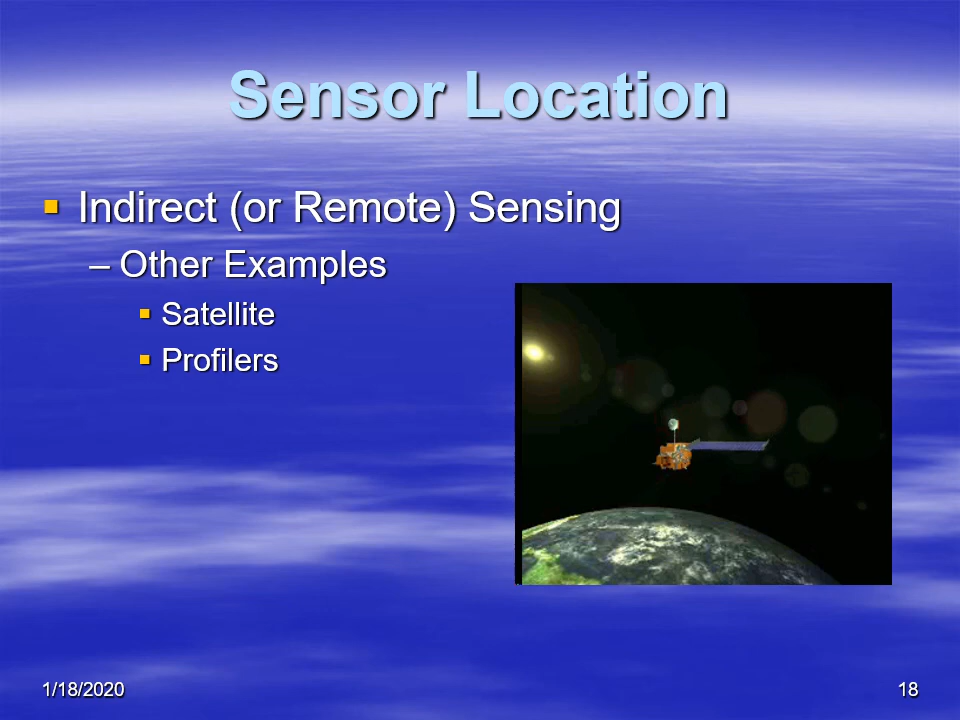 Sensor Location
▪ Indirect (or Remote) Sensing
– Other Examples
▪ Satellite
▪ Profilers
1/18/2020
18